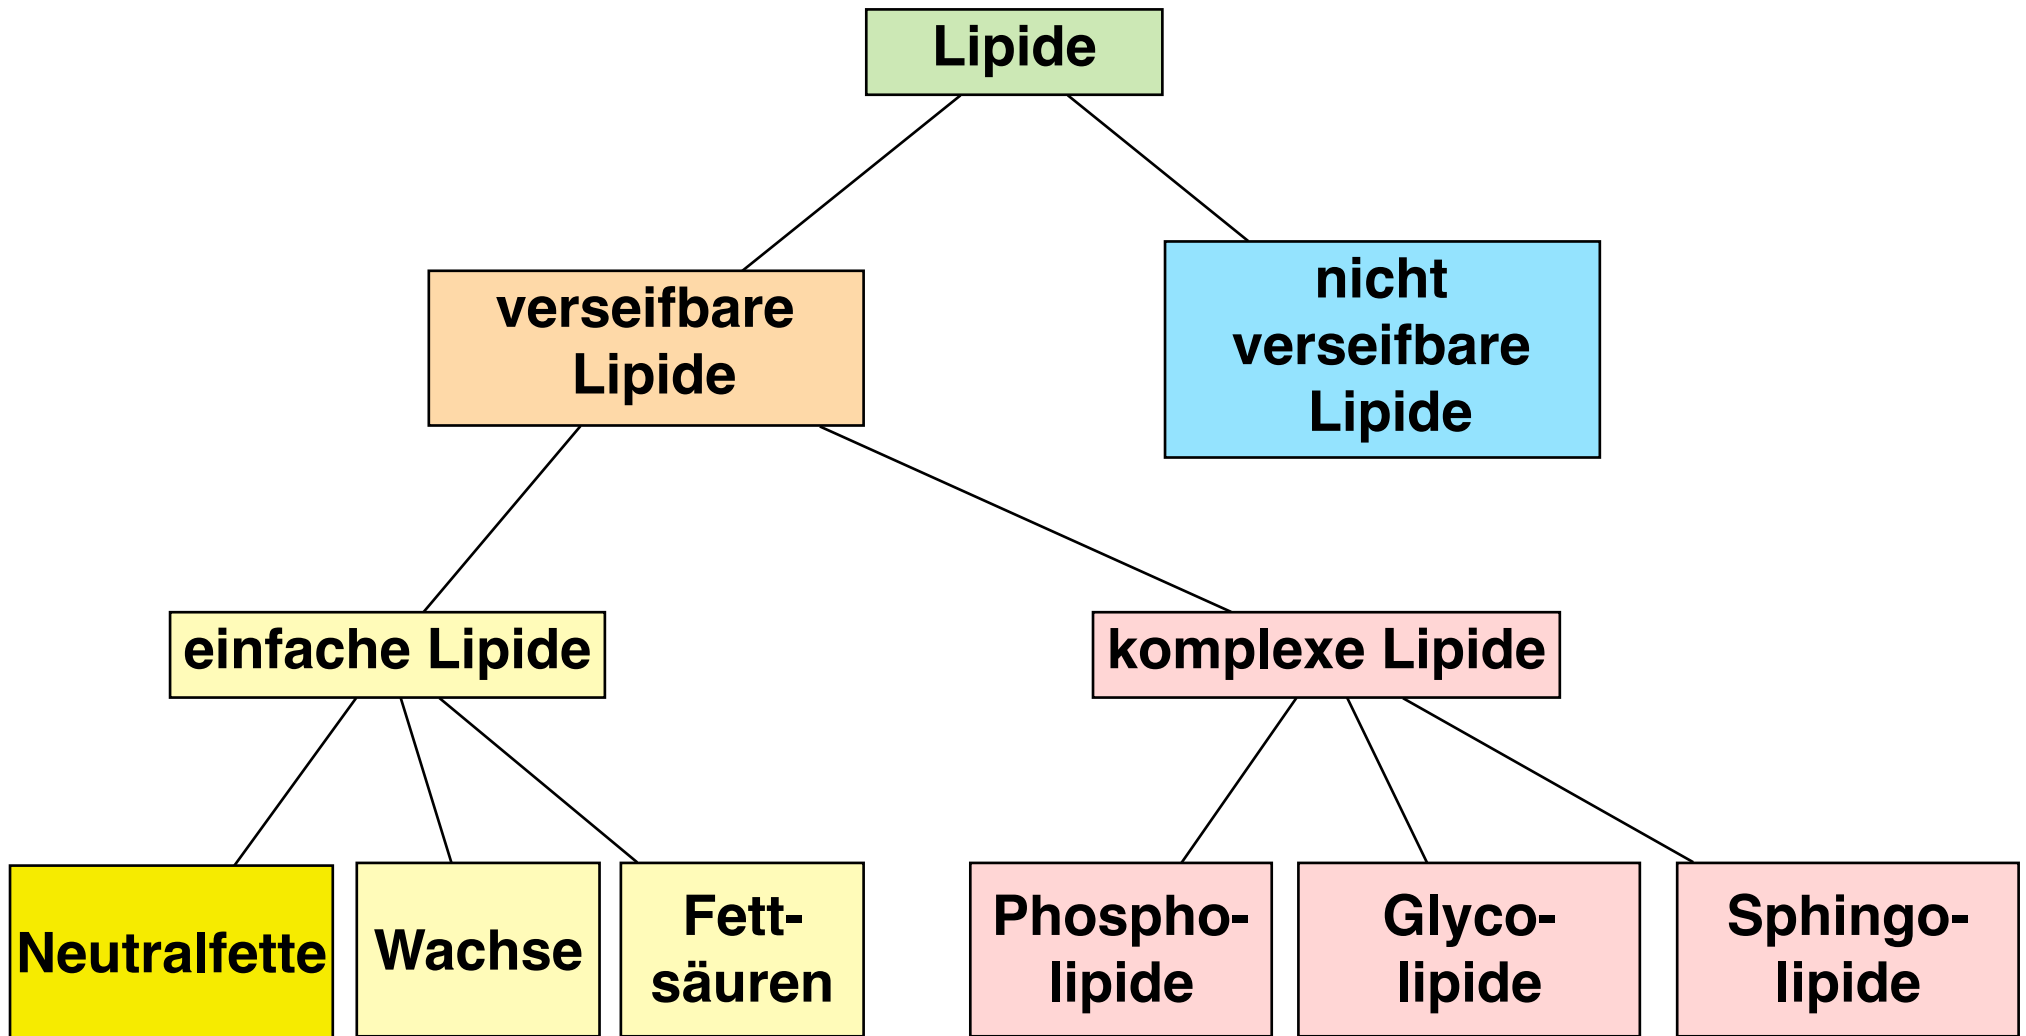 Lipide
verseifbare
Lipide
nicht
verseifbare
Lipide
einfache Lipide
komplexe Lipide
Neutralfette
Wachse
Fett-
säuren
Phospho-
lipide
Glyco-
lipide
Sphingo-
lipide